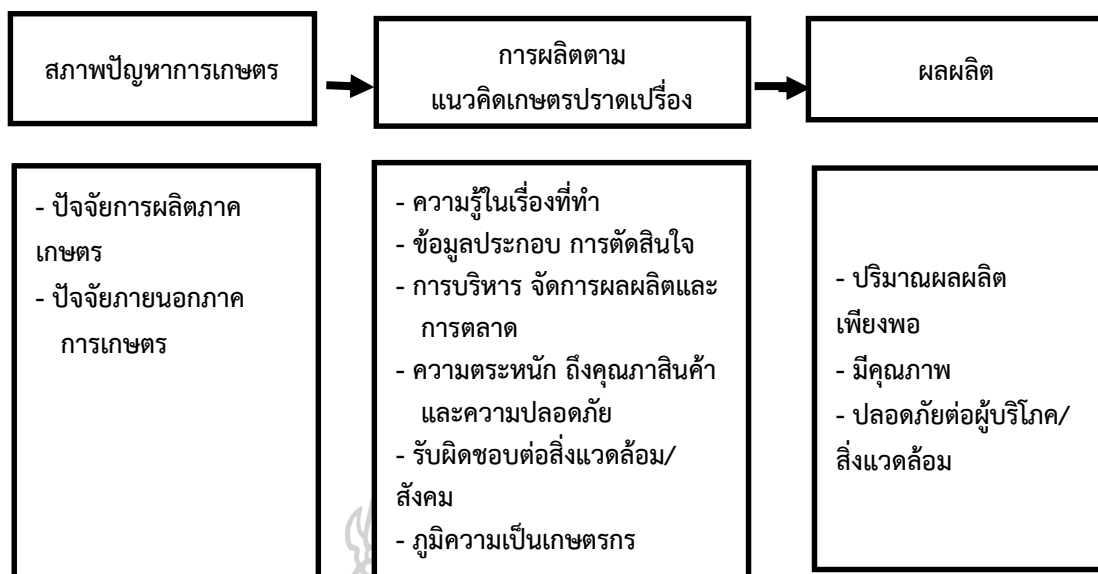 สภาพปัญหาการเกษตร
การผลิตตาม
แนวคิดเกษตรปราดเปรื่อง
ผลผลิต
- ปัจจัยการผลิตภาค
เกษตร
- ปัจจัยภายนอกภาค
การเกษตร
- ความรู้ในเรื่องที่ทำ
- ข้อมูลประกอบ การตัดสินใจ
- การบริหาร จัดการผลผลิตและ
การตลาด
- ความตระหนัก ถึงคุณภาสินค้า
และความปลอดภัย
- รับผิดชอบต่อสิ่งแวดล้อม/
สังคม
- ภูมิความเป็นเกษตรกร
- ปริมาณผลผลิต
เพียงพอ
- มีคุณภาพ
- ปลอดภัยต่อผู้บริโภค/
สิ่งแวดล้อม